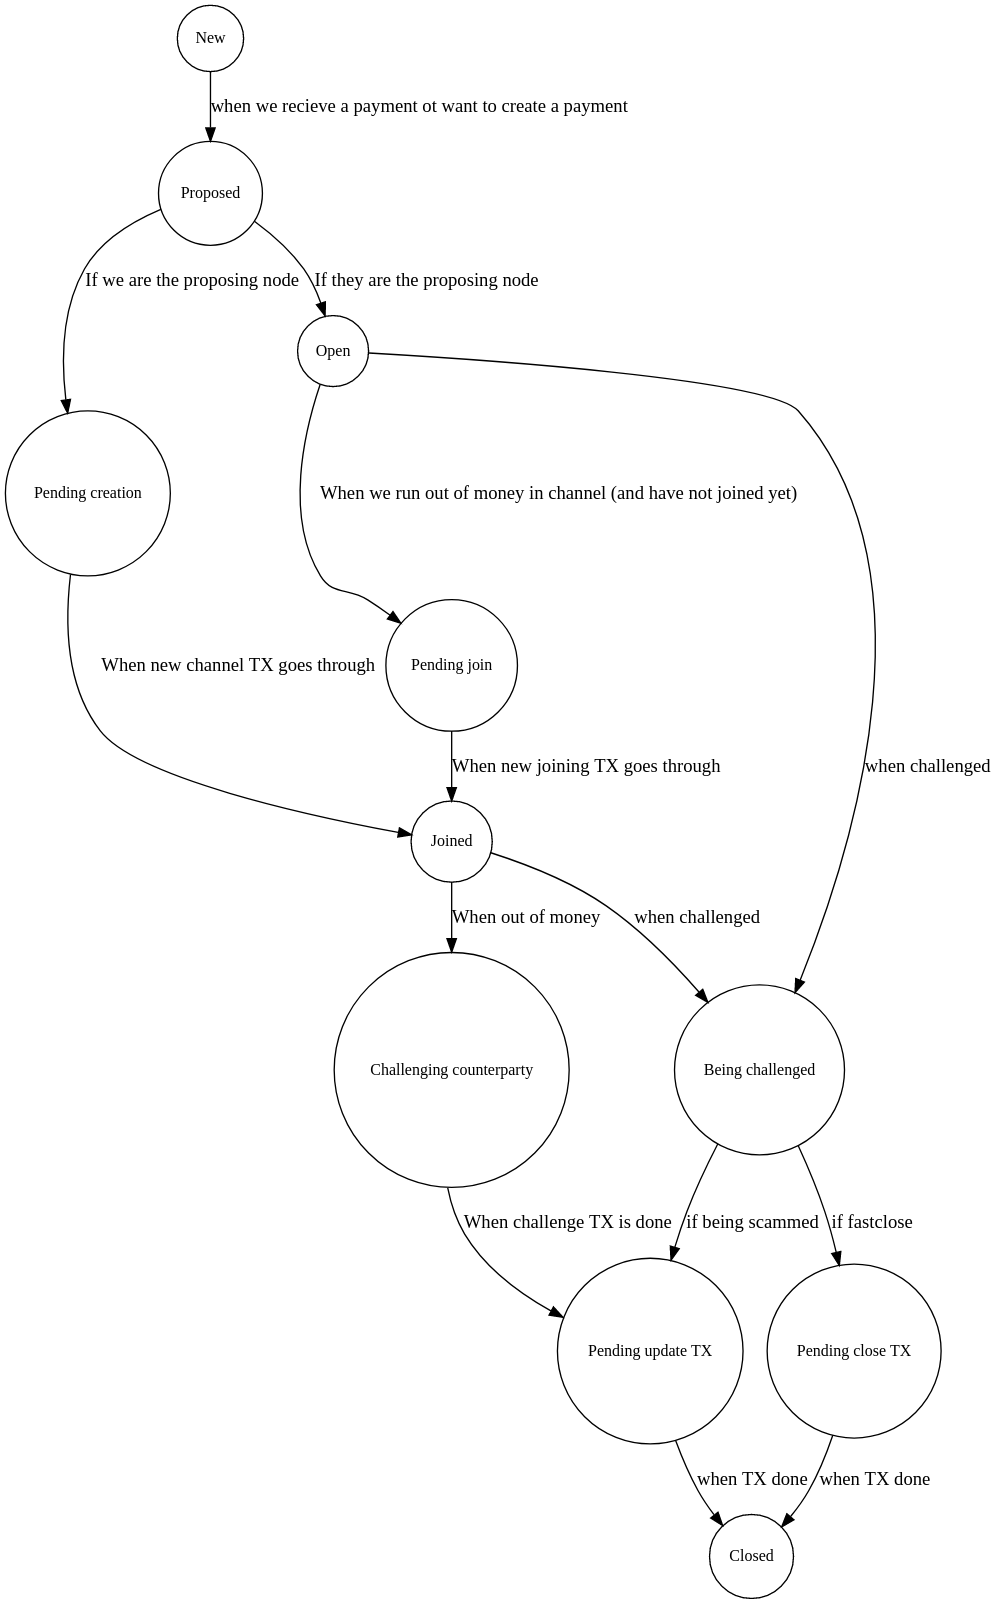 New
when we recieve a payment ot want to create a payment
Proposed
If we are the proposing node
If they are the proposing node
Open
Pending creation
When we run out of money in channel (and have not joined yet)
When new channel TX goes through
Pending join
When new joining TX goes through
when challenged
Joined
When out of money
when challenged
Challenging counterparty
Being challenged
When challenge TX is done
if being scammed
if fastclose
Pending update TX
Pending close TX
when TX done
when TX done
Closed